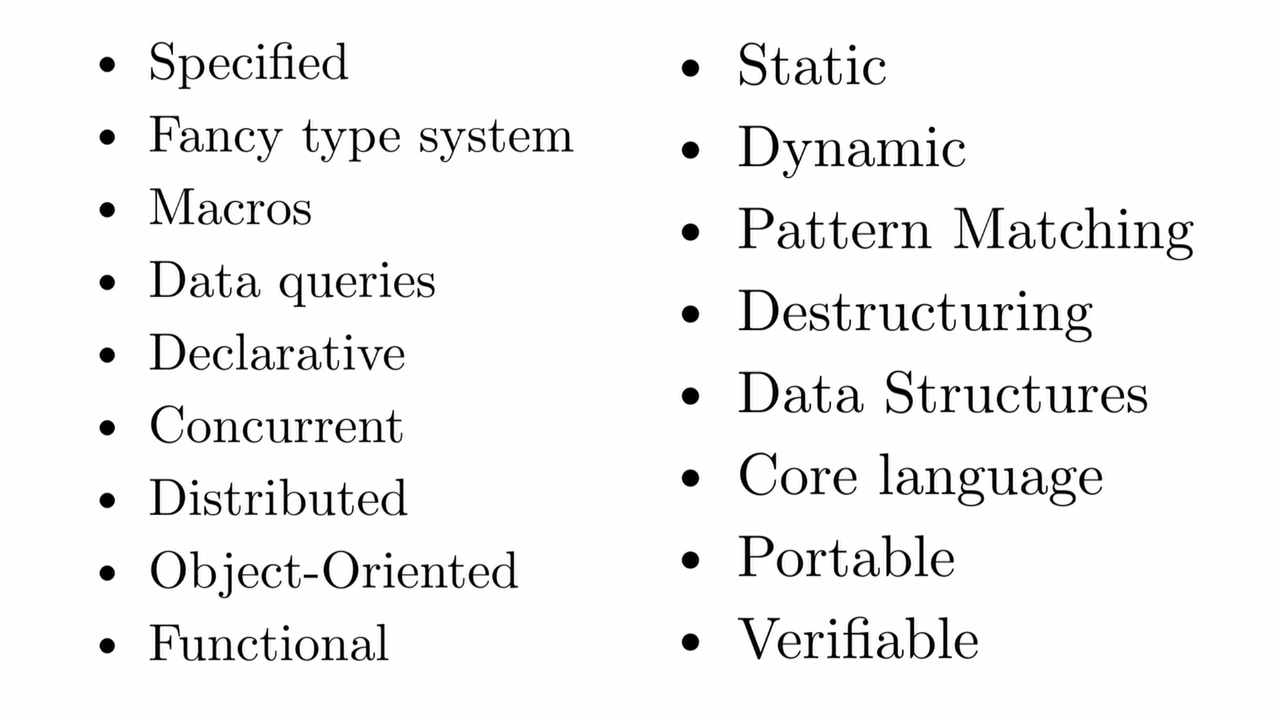 • Specified
• Fancy type system
• Macros
• Data queries
• Declarative
• Concurrent
• Distributed
• Object-Oriented
• Functional
• Static
• Dynamic
• Pattern Matching
• Destructuring
• Data Structures
• Core language
• Portable
• Verifiable